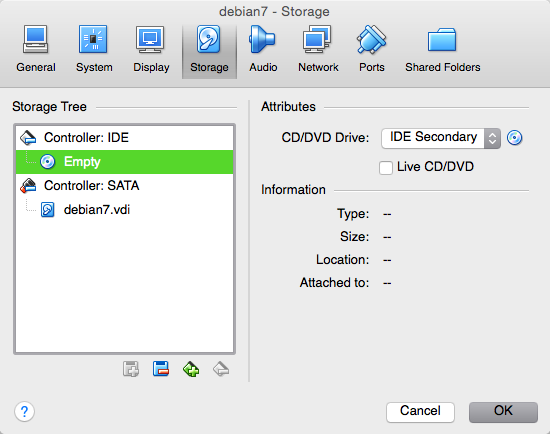 debian7 - Storage
General System Display Storage Audio Network Ports Shared Folders
Storage Tree
Controller: IDE
Empty
Controller: SATA
debian7.vdi
Attributes
CD/DVD Drive: IDE Secondary
Live CD/DVD
Information
Type: --
Size: --
Location: --
Attached to: --
?
Cancel OK